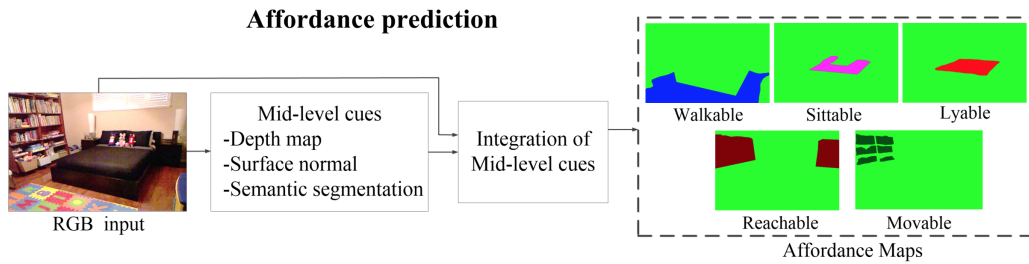 Affordance prediction
RGB input
Mid-level cues
-Depth map
-Surface normal
-Semantic segmentation
Integration of
Mid-level cues
Walkable
Sittable
Lyable
Reachable
Movable
Affordance Maps